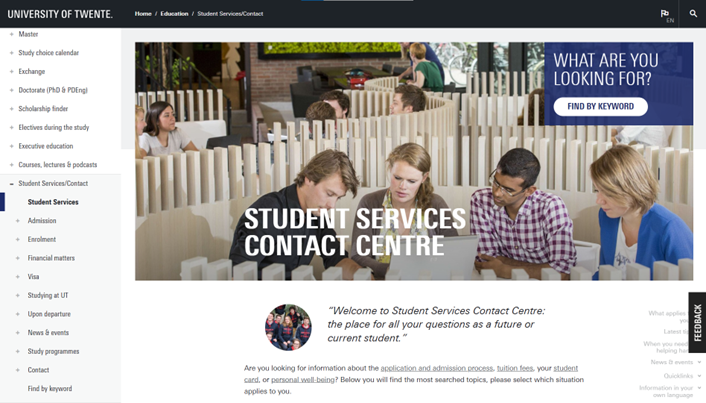 UNIVERSITY OF TWENTE.
Home / Education / Student Services/Contact
EN
Master
Study choice calendar
Exchange
Doctorate (PhD & PDEng)
Scholarship finder
Electives during the study
Executive education
Courses, lectures & podcasts
Student Services/Contact
Student Services
Admission
Enrolment
Financial matters
Visa
Studying at UT
Upon departure
News & events
Study programmes
Contact
Find by keyword
WHAT ARE YOU
LOOKING FOR?
FIND BY KEYWORD
STUDENT SERVICES
CONTACT CENTRE
“Welcome to Student Services Contact Centre:
the place for all your questions as a future or
current student.”
Are you looking for information about the application and admission process, tuition fees, your student
card, or personal well-being? Below you will find the most searched topics, please select which situation
applies to you.
What applies
Latest
When you need
helping
News & events
Quicklinks
Information in your
own language
FEEDBACK